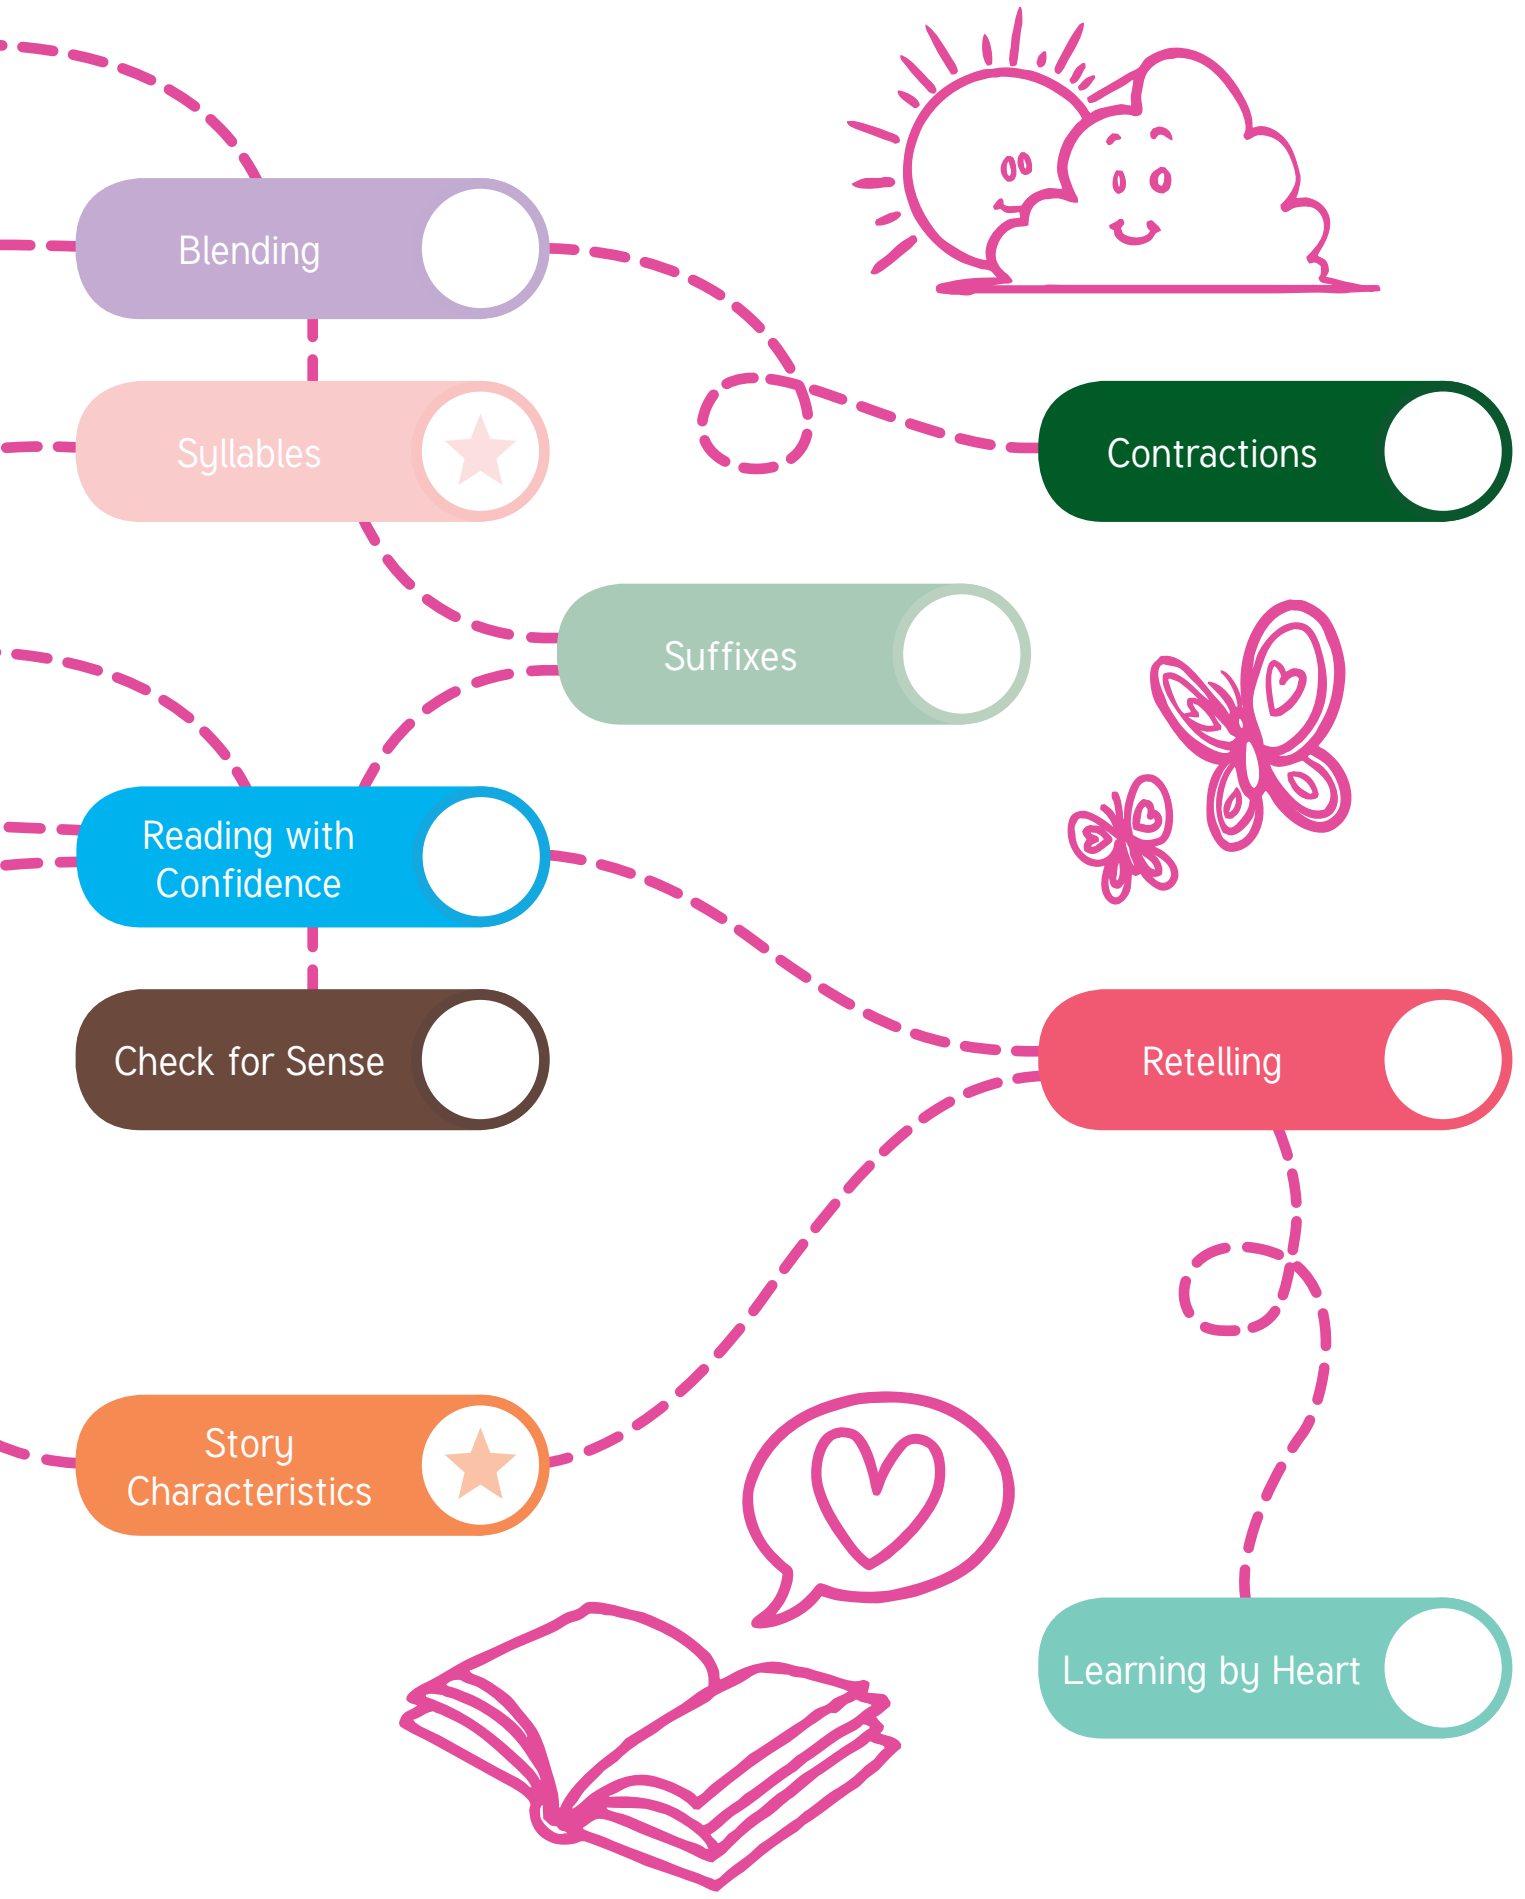 Blending
Syllables
Contractions
Suffixes
Reading with
Confidence
Check for Sense
Retelling
Story
Characteristics
Learning by Heart